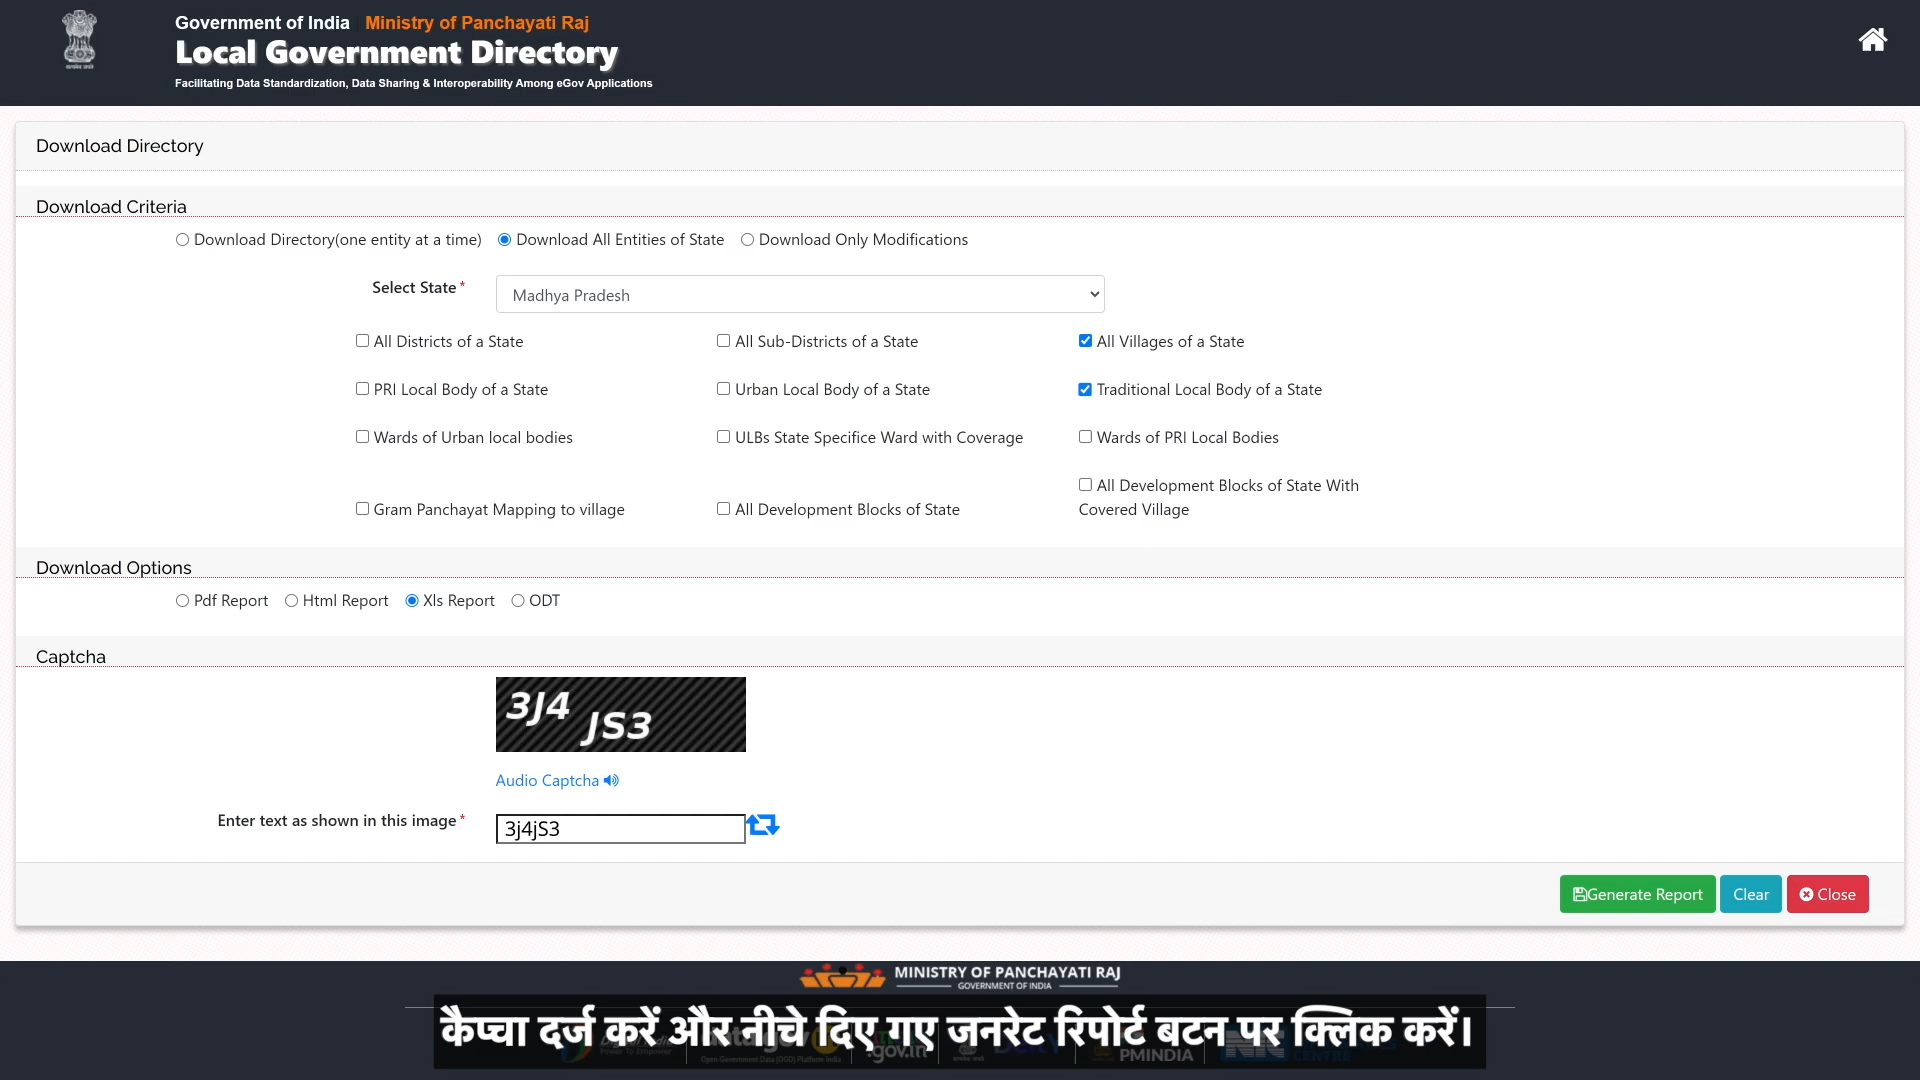 Government of India Ministry of Panchayati Raj
Local Government Directory
Facilitating Data Standardization, Data Sharing & Interoperability Among eGov Applications
Download Directory
Download Criteria
Download Directory(one entity at a time) Download All Entities of State Download Only Modifications
Select State*
Madhya Pradesh
All Districts of a State All Sub-Districts of a State All Villages of a State
PRI Local Body of a State Urban Local Body of a State Traditional Local Body of a State
Wards of Urban local bodies ULBs State Specifice Ward with Coverage Wards of PRI Local Bodies
Gram Panchayat Mapping to village All Development Blocks of State All Development Blocks of State With
Covered Village
Download Options
Pdf Report Html Report Xls Report ODT
Captcha
3J4 JS3
Audio Captcha
Enter text as shown in this image* 3j4jS3
Generate Report Clear Close
MINISTRY OF PANCHAYATI RAJ
GOVERNMENT OF INDIA
कैप्चा दर्ज करें और नीचे दिए गए जनरेट रिपोर्ट बटन पर क्लिक करें।
.gov.in PMINDIA